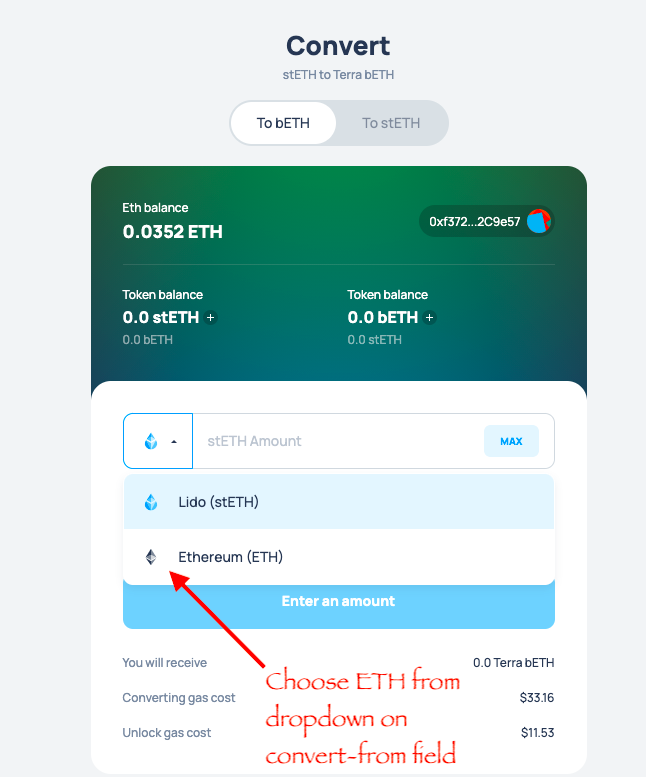 Convert
stETH to Terra bETH
To bETH To stETH
Eth balance
0.0352 ETH
0xf372...2C9e57
Token balance Token balance
0.0 stETH + 0.0 bETH +
0.0 bETH 0.0 stETH
stETH Amount MAX
Lido (stETH)
Ethereum (ETH)
Enter an amount
You will receive 0.0 Terra bETH
Converting gas cost $33.16
Unlock gas cost $11.53
Choose ETH from
dropdown on
convert-from field